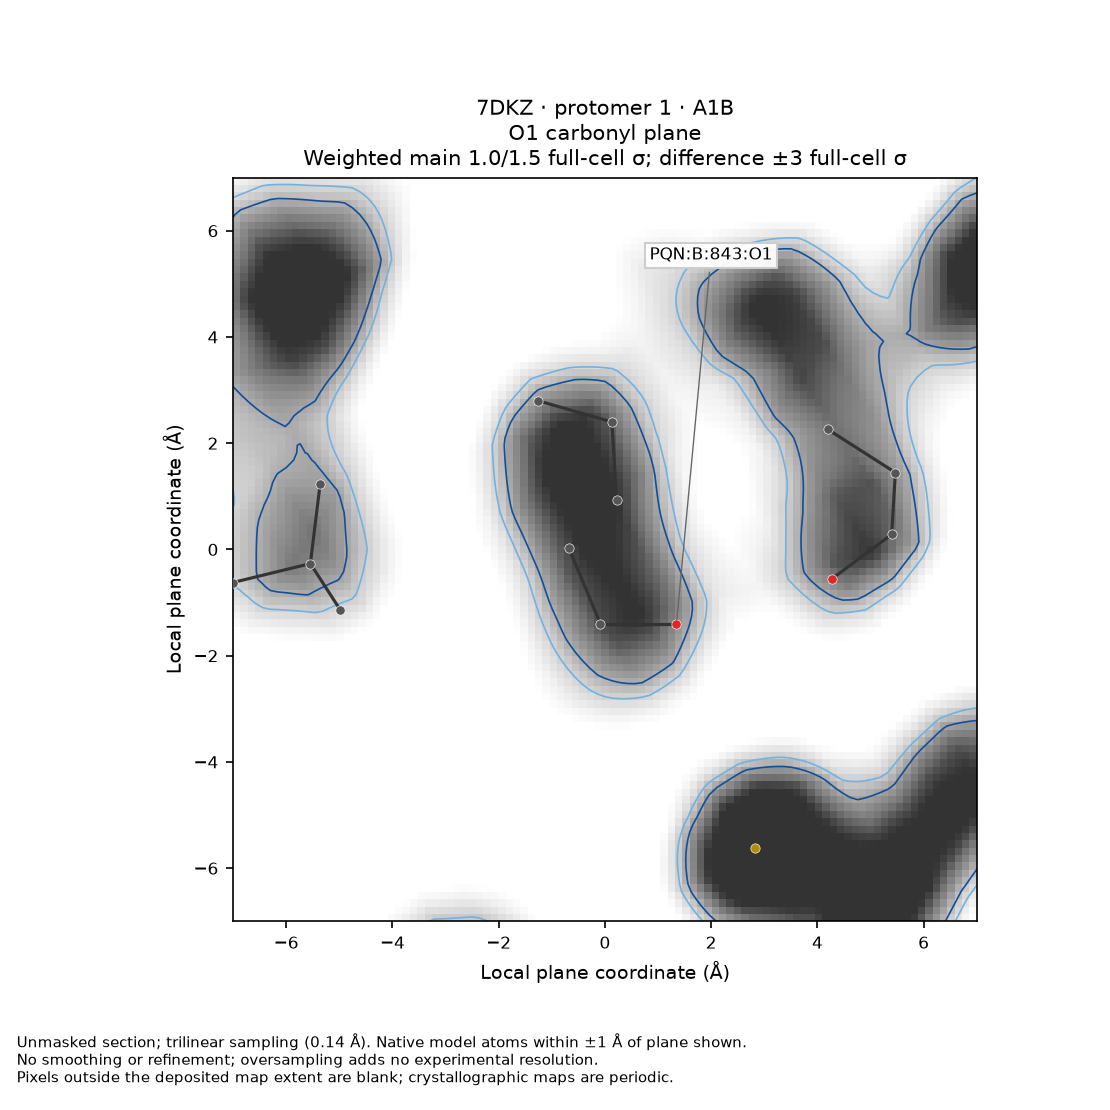 7DKZ · protomer 1 · A1B
O1 carbonyl plane
Weighted main 1.0/1.5 full-cell σ; difference ±3 full-cell σ
PQN:B:843:O1
6
4
2
0
−2
−4
−6
Local plane coordinate (Å)
−6
−4
−2
0
2
4
6
Local plane coordinate (Å)
Unmasked section; trilinear sampling (0.14 Å). Native model atoms within ±1 Å of plane shown.
No smoothing or refinement; oversampling adds no experimental resolution.
Pixels outside the deposited map extent are blank; crystallographic maps are periodic.